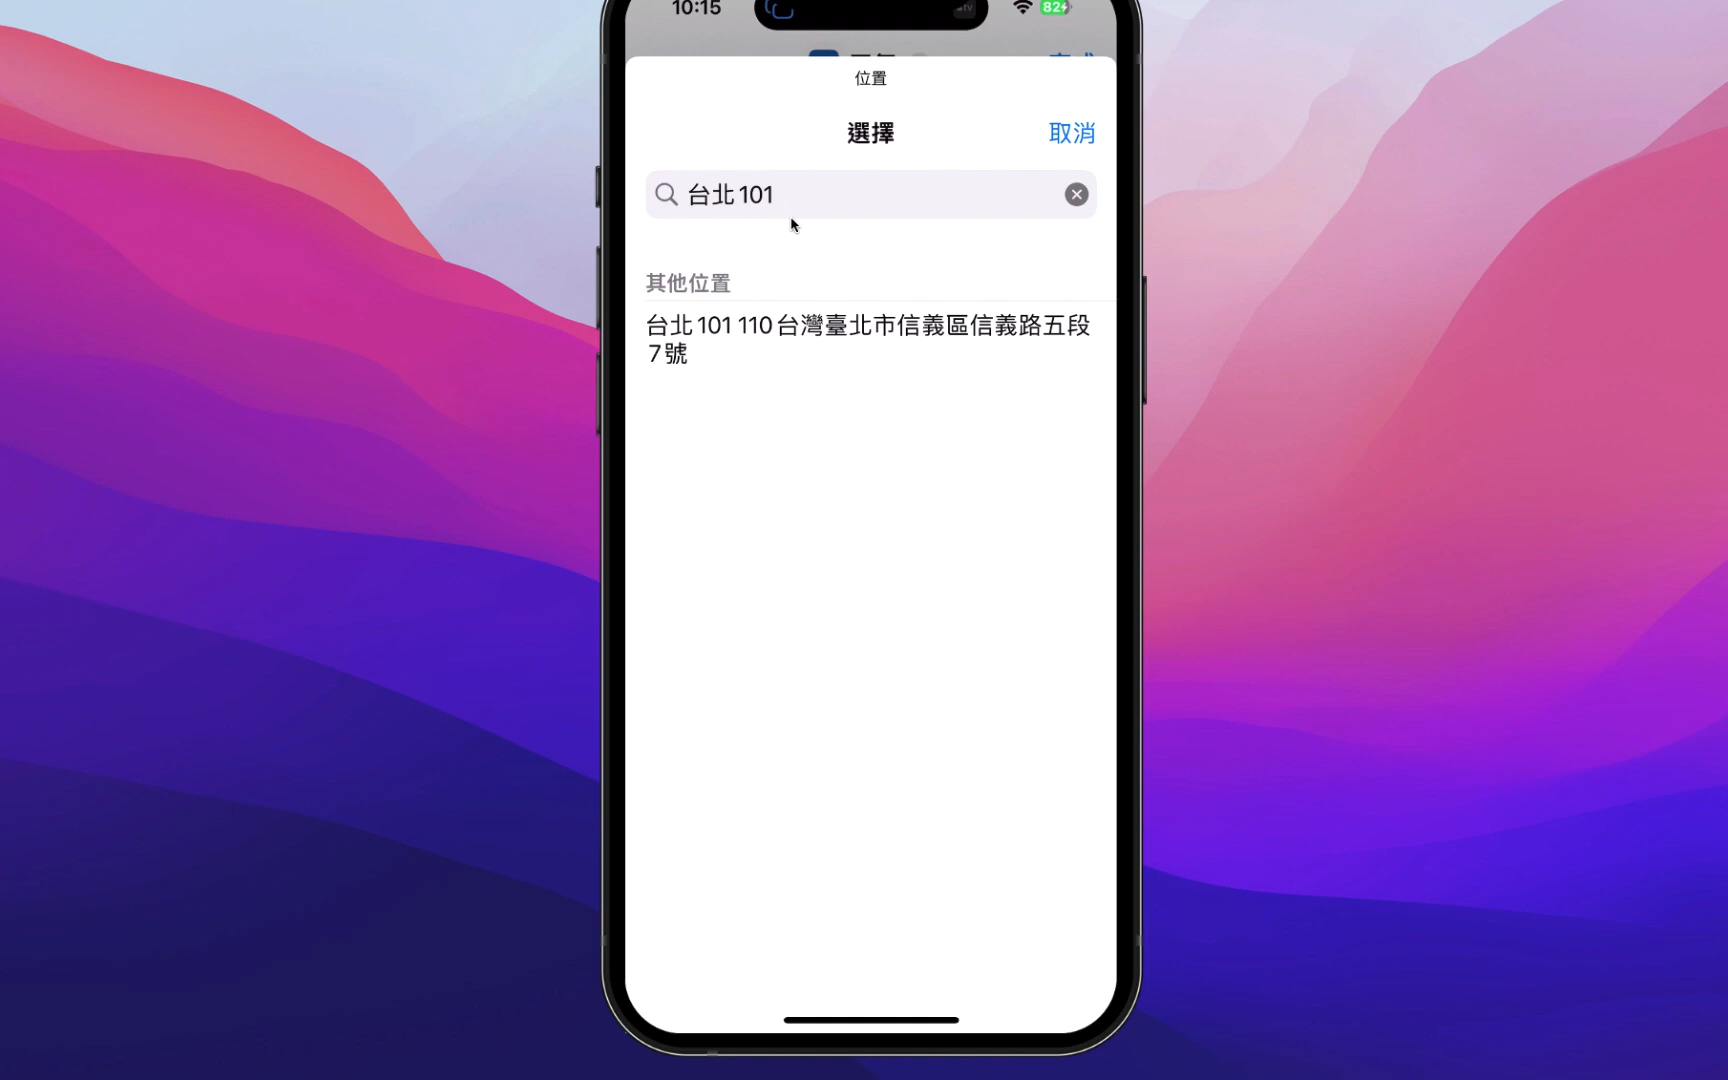 10:15
82
位置
選擇
取消
台北 101
其他位置
台北 101 110 台灣臺北市信義區信義路五段
7 號